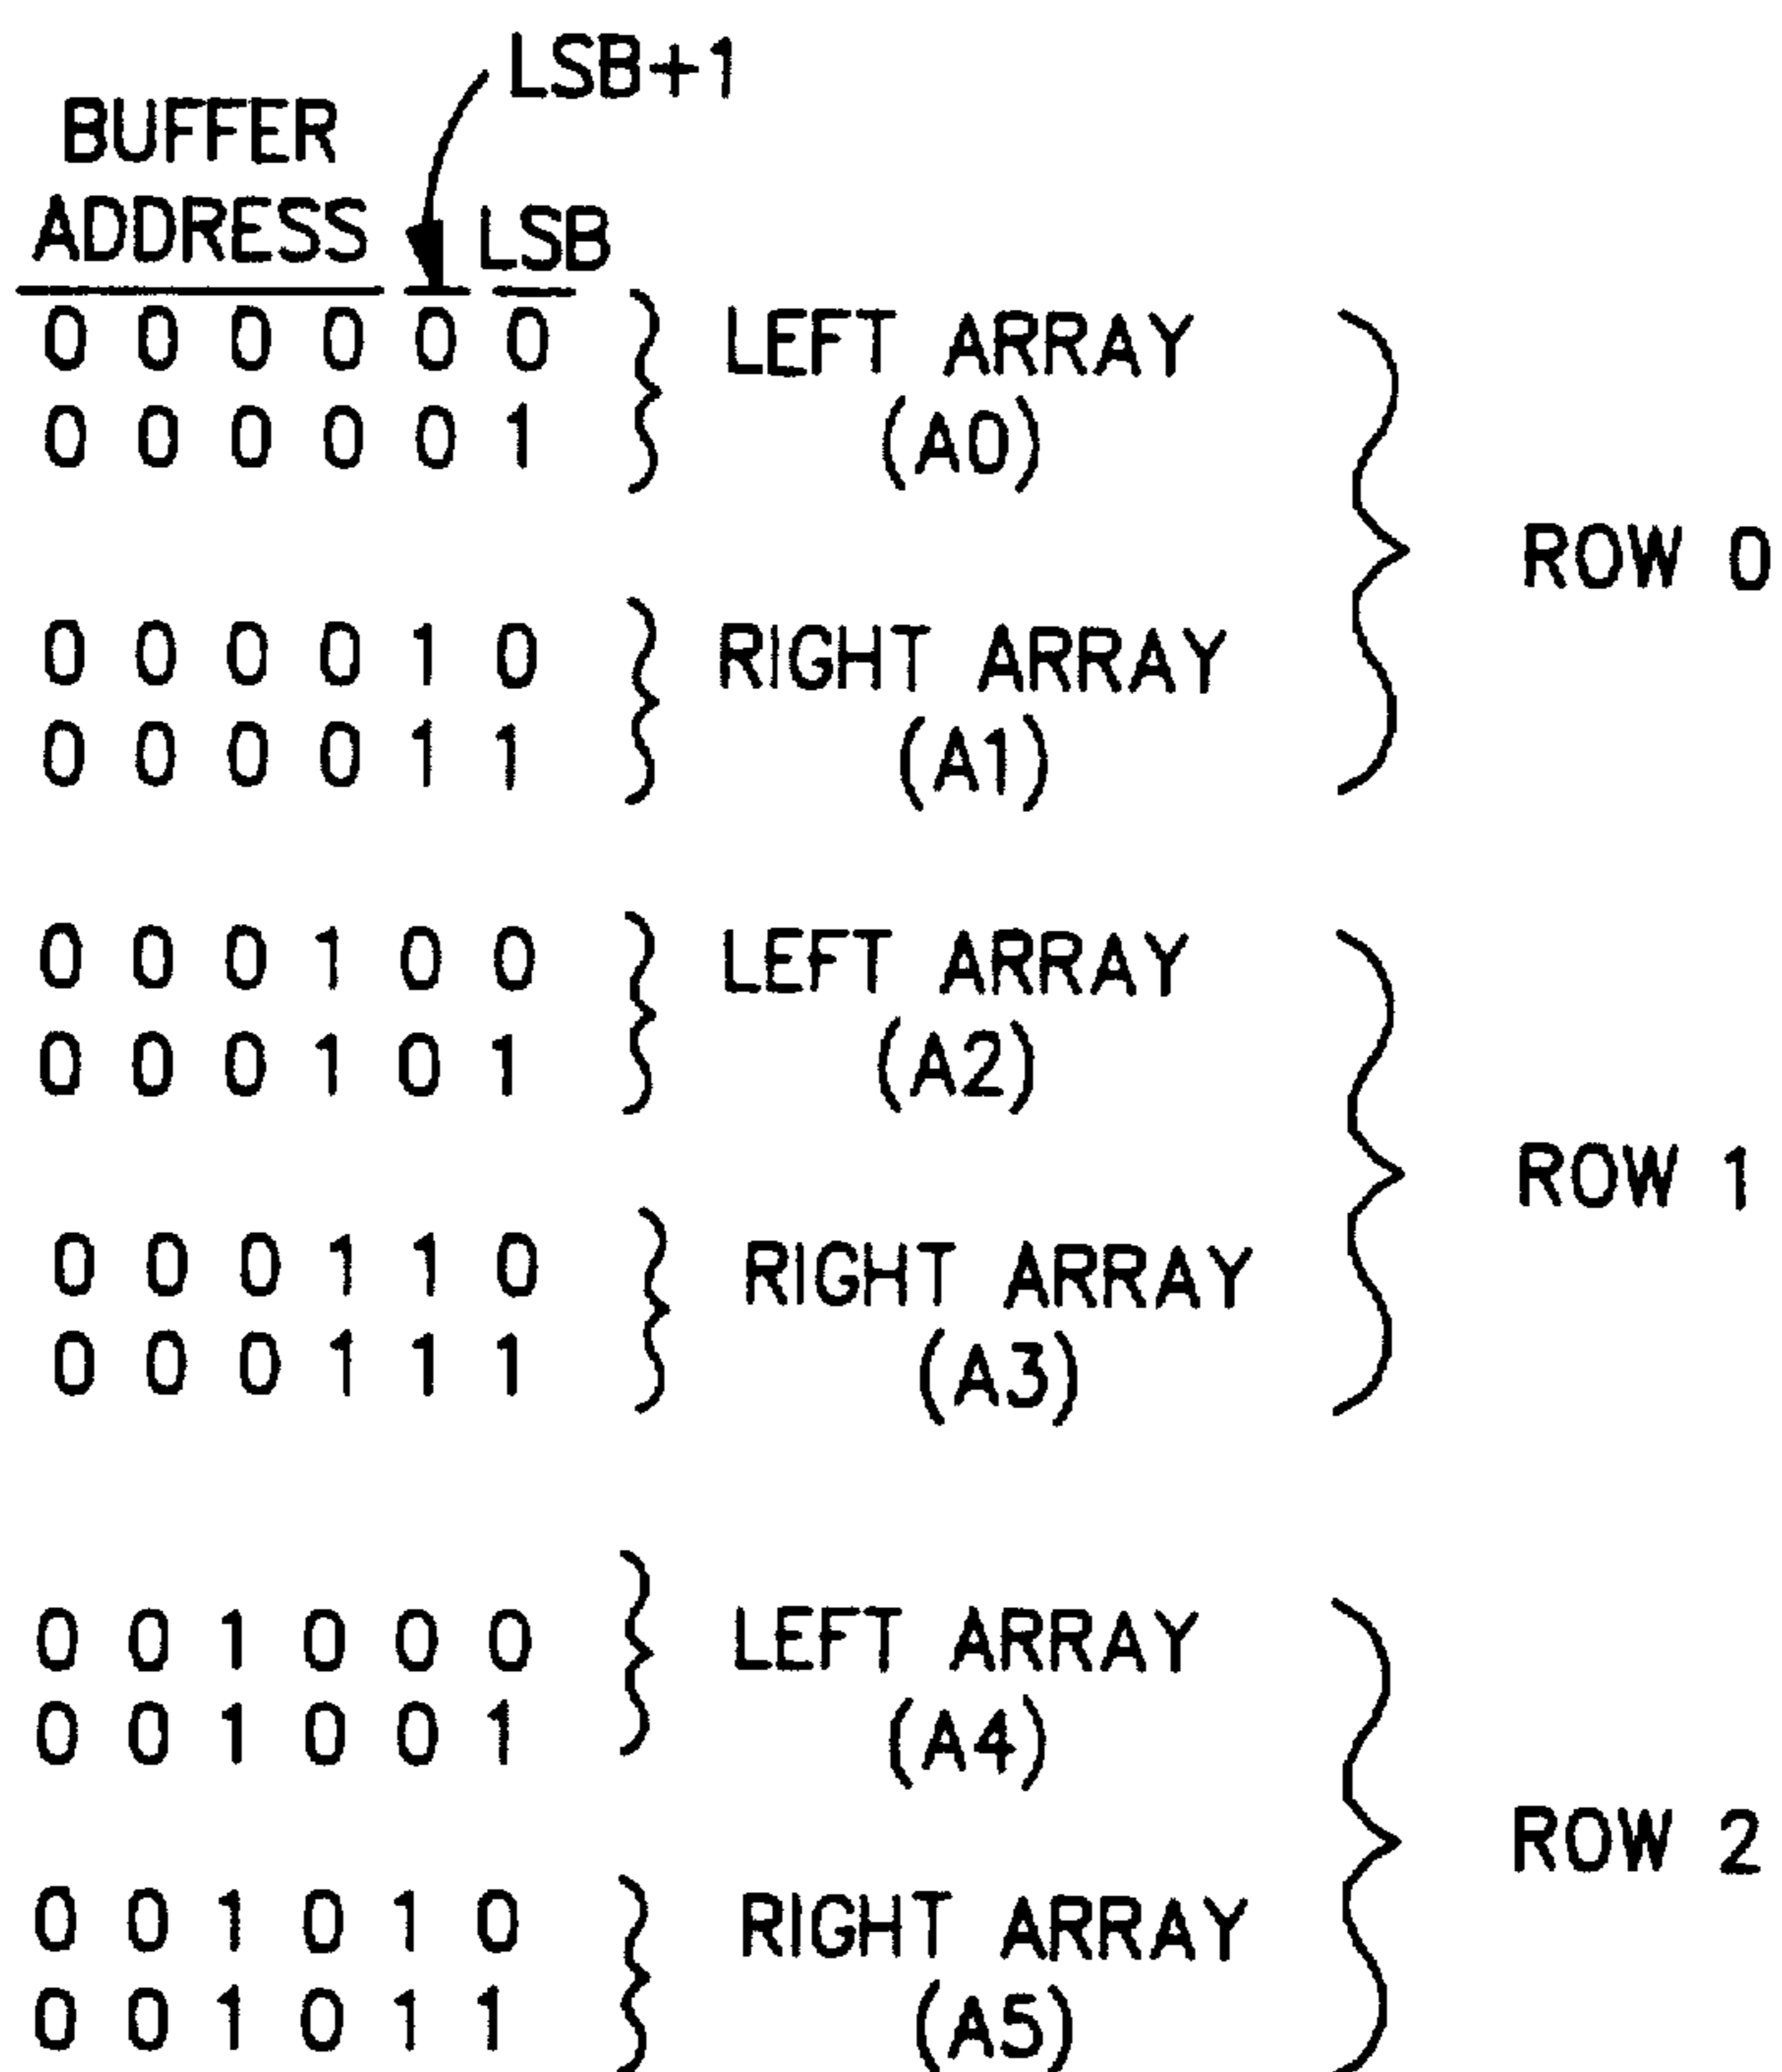 LSB+1
BUFFER
ADDRESS LSB
0 0 0 0 0 0 LEFT ARRAY
0 0 0 0 0 1 (A0)
ROW 0
0 0 0 0 1 0 RIGHT ARRAY
0 0 0 0 1 1 (A1)
0 0 0 1 0 0 LEFT ARRAY
0 0 0 1 0 1 (A2)
ROW 1
0 0 0 1 1 0 RIGHT ARRAY
0 0 0 1 1 1 (A3)
0 0 1 0 0 0 LEFT ARRAY
0 0 1 0 0 1 (A4)
ROW 2
0 0 1 0 1 0 RIGHT ARRAY
0 0 1 0 1 1 (A5)